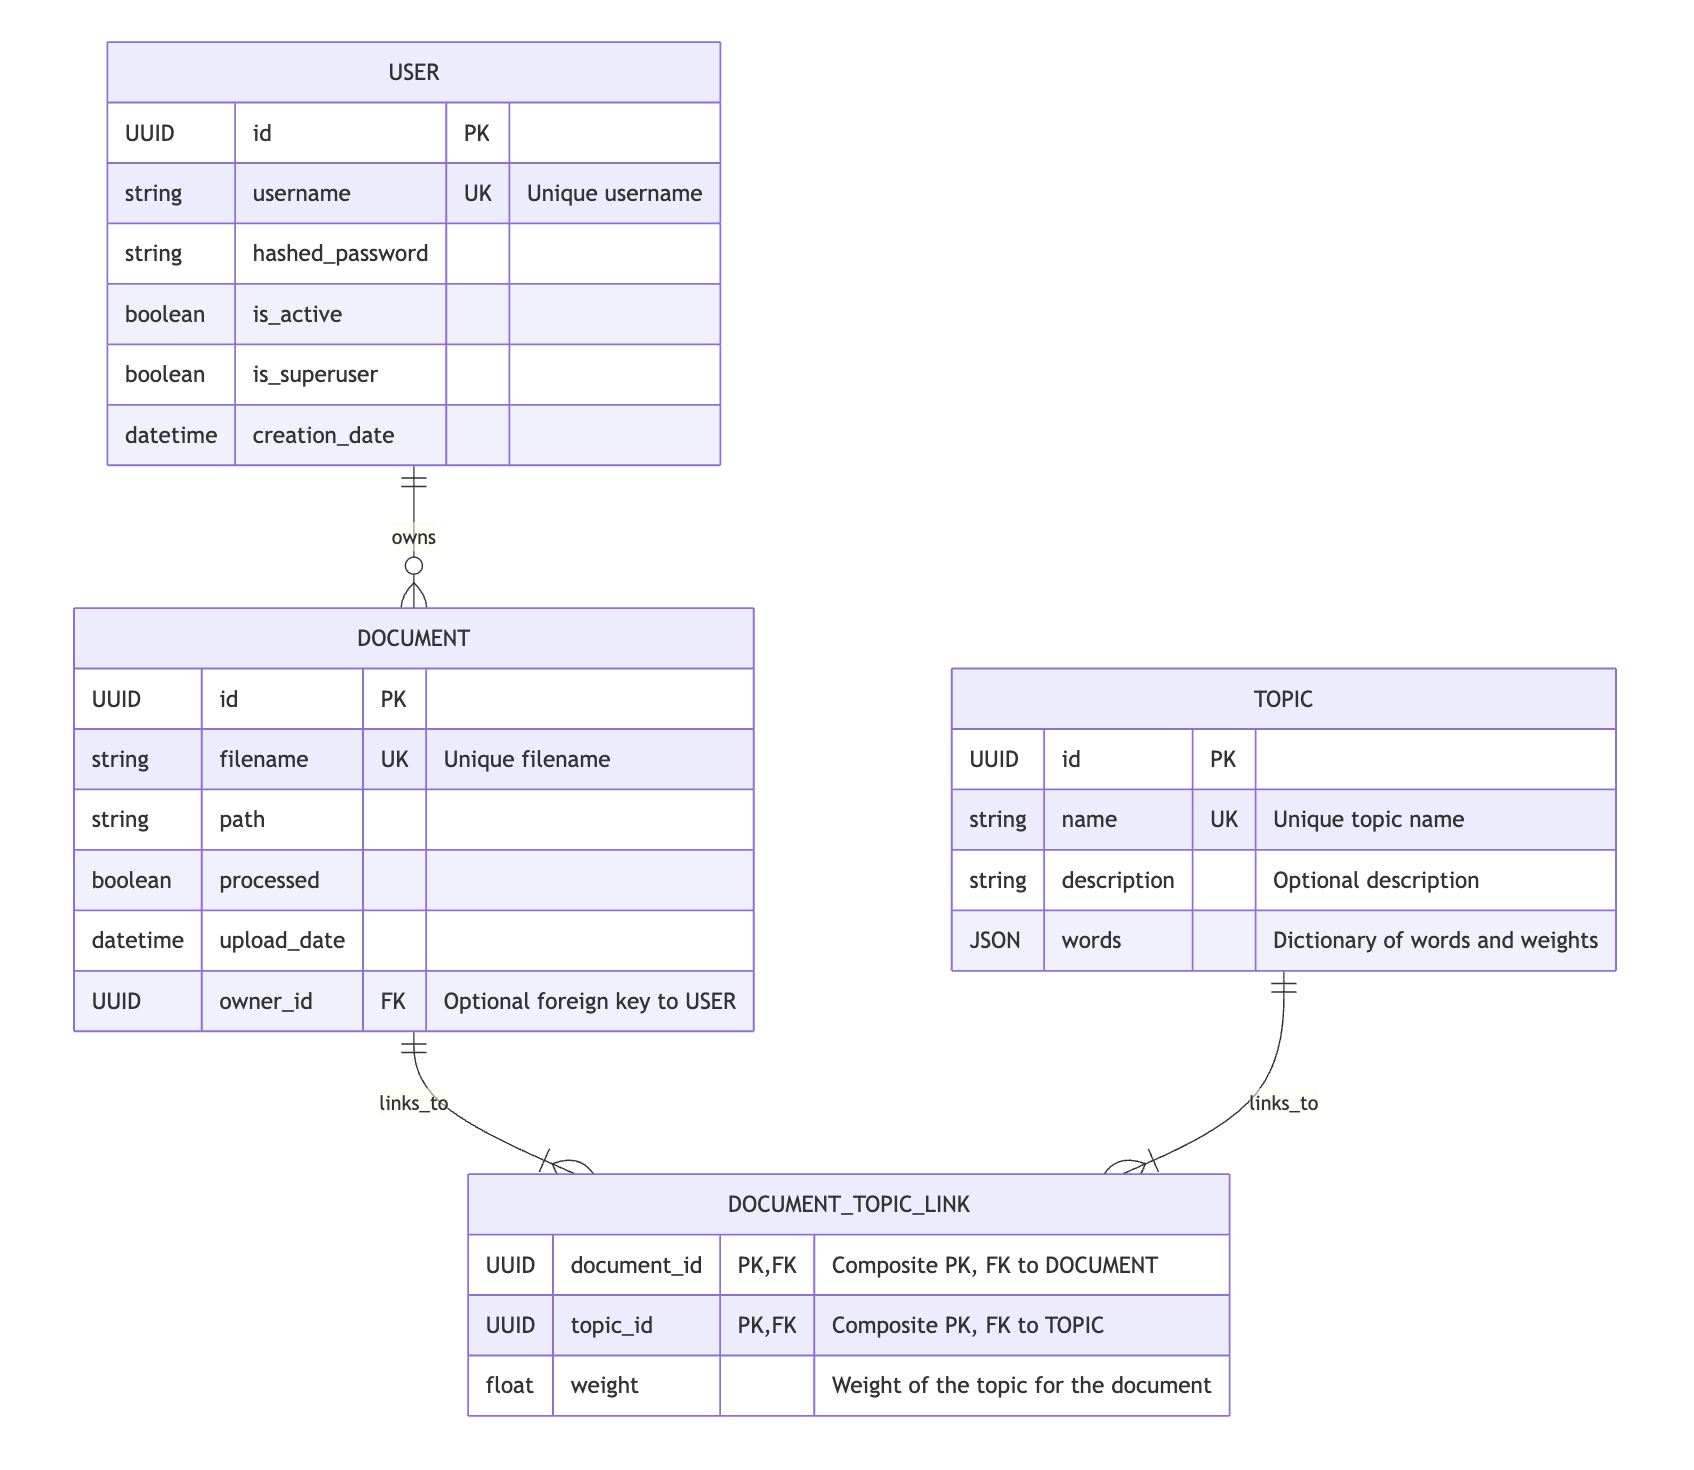 USER
UUID id PK
string username UK Unique username
string hashed_password
boolean is_active
boolean is_superuser
datetime creation_date
owns
DOCUMENT
UUID id PK
string filename UK Unique filename
string path
boolean processed
datetime upload_date
UUID owner_id FK Optional foreign key to USER
TOPIC
UUID id PK
string name UK Unique topic name
string description Optional description
JSON words Dictionary of words and weights
links_to
links_to
DOCUMENT_TOPIC_LINK
UUID document_id PK,FK Composite PK, FK to DOCUMENT
UUID topic_id PK,FK Composite PK, FK to TOPIC
float weight Weight of the topic for the document